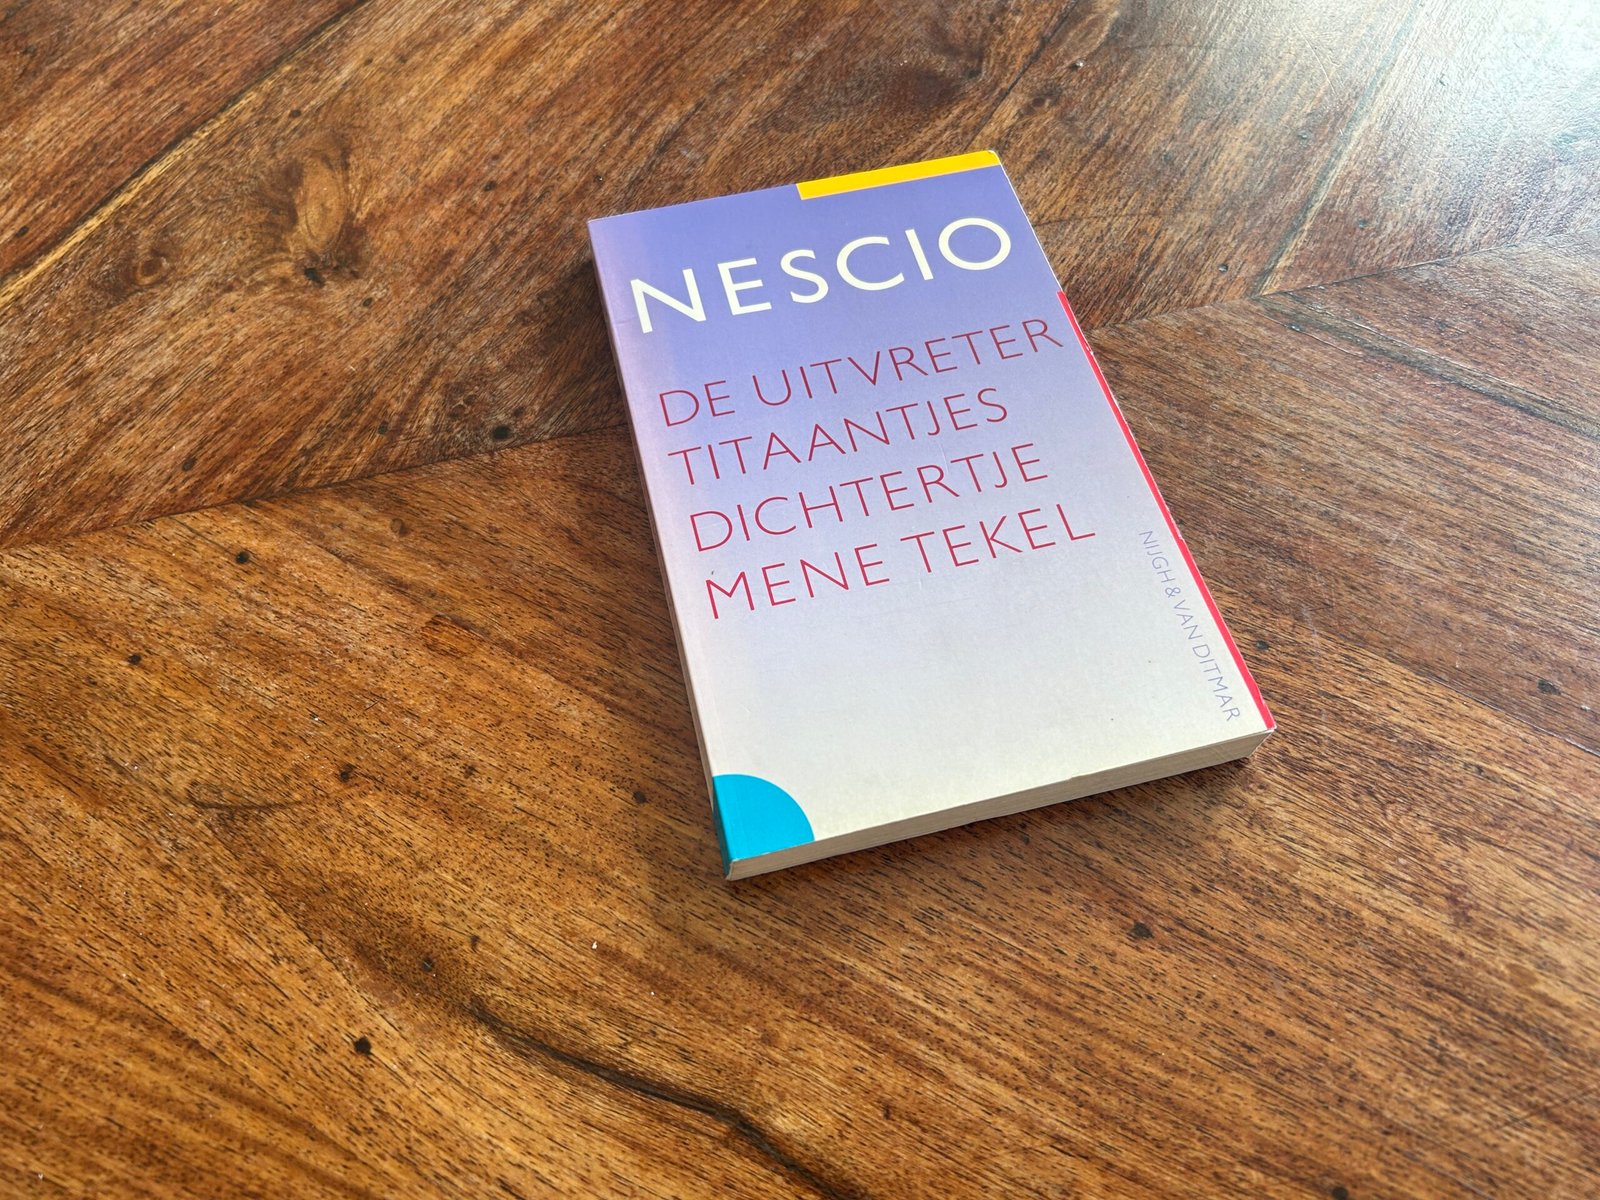 NESCIO
DE UITVRETER
TITAANTJES
DICHTERTJE
MENE TEKEL
NIJGH & VAN DITMAR